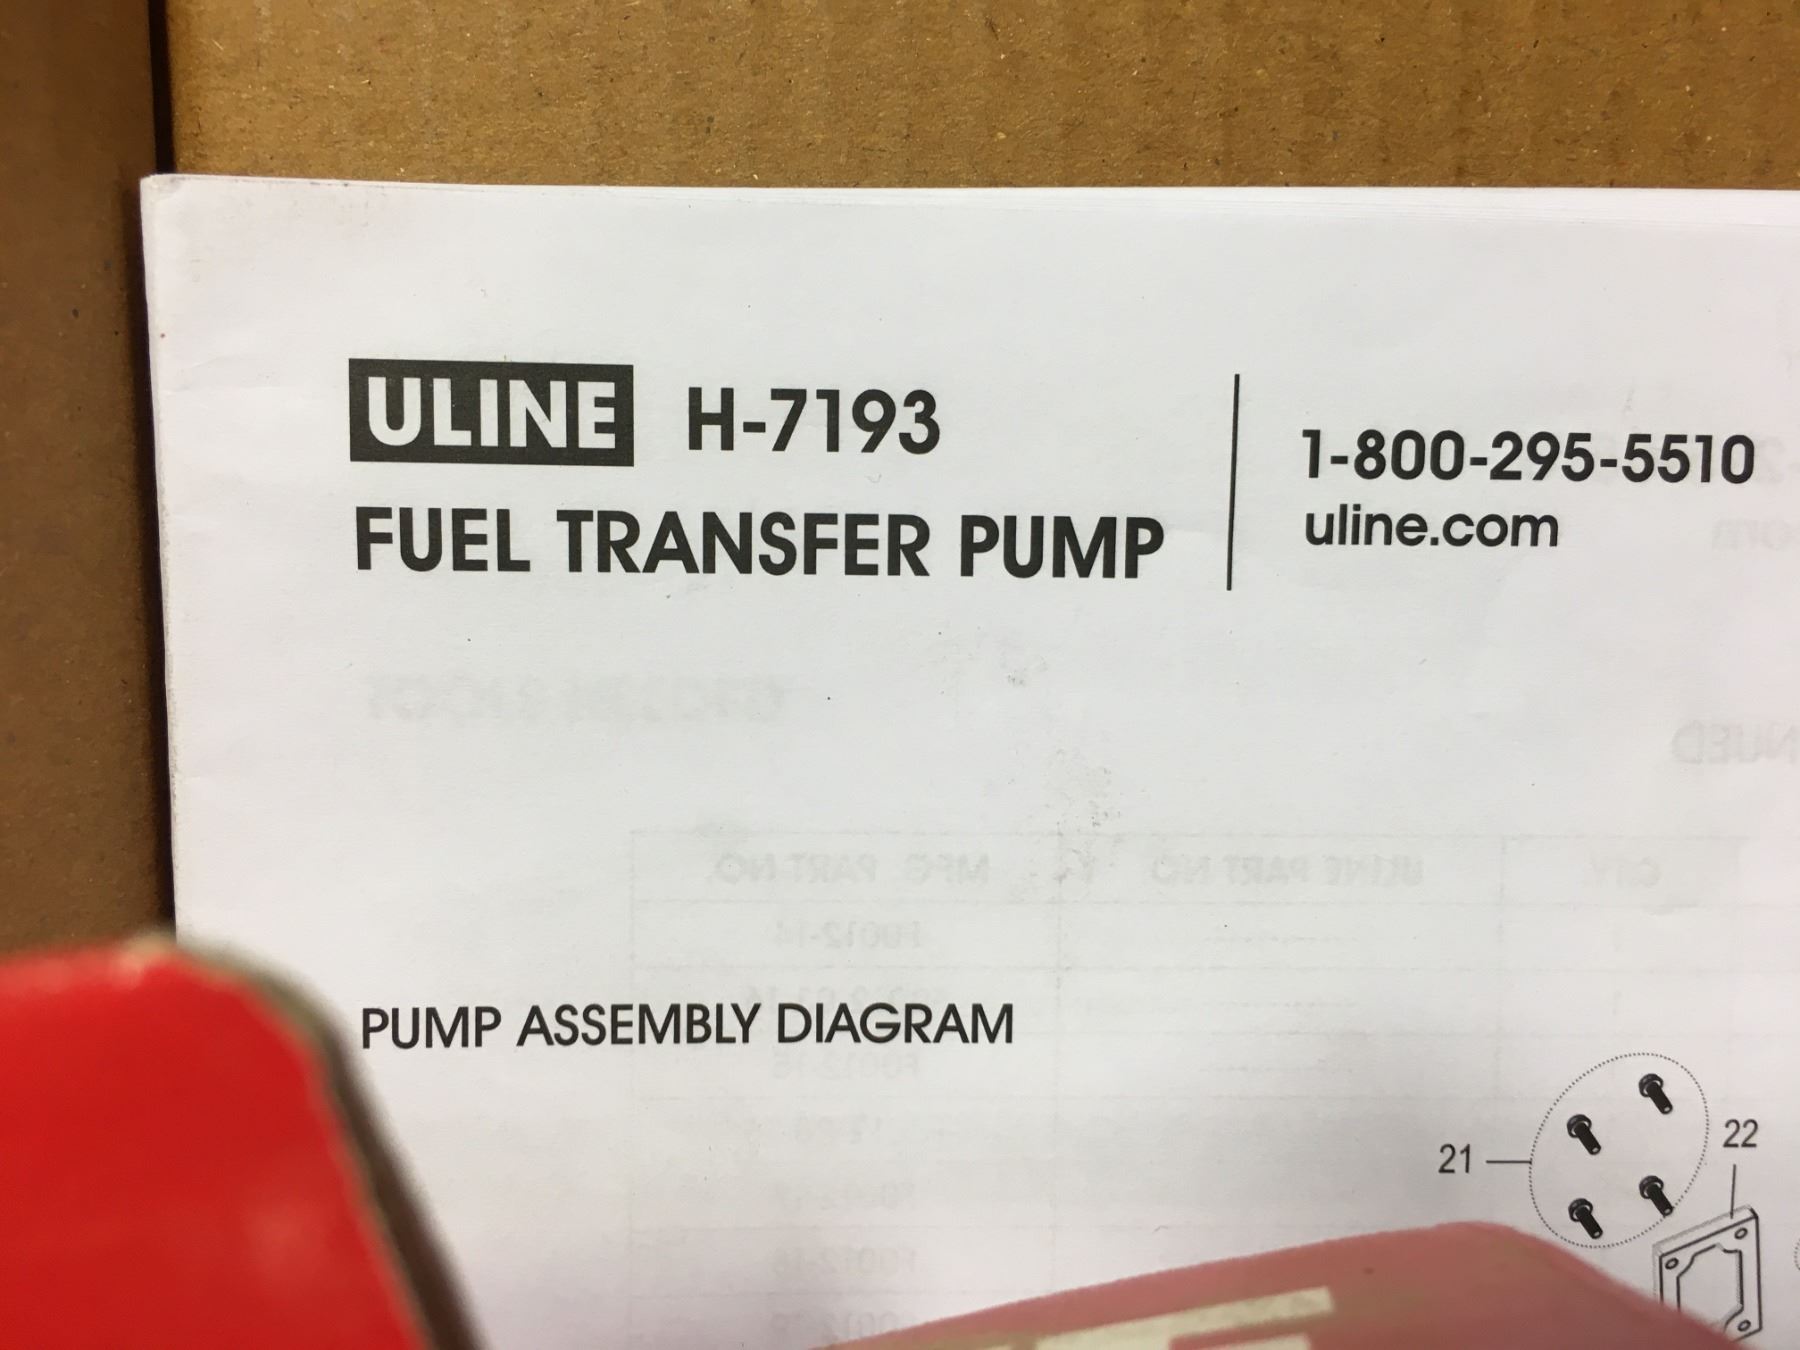 ULINE H-7193
FUEL TRANSFER PUMP
1-800-295-5510
uline.com
PUMP ASSEMBLY DIAGRAM
21
22